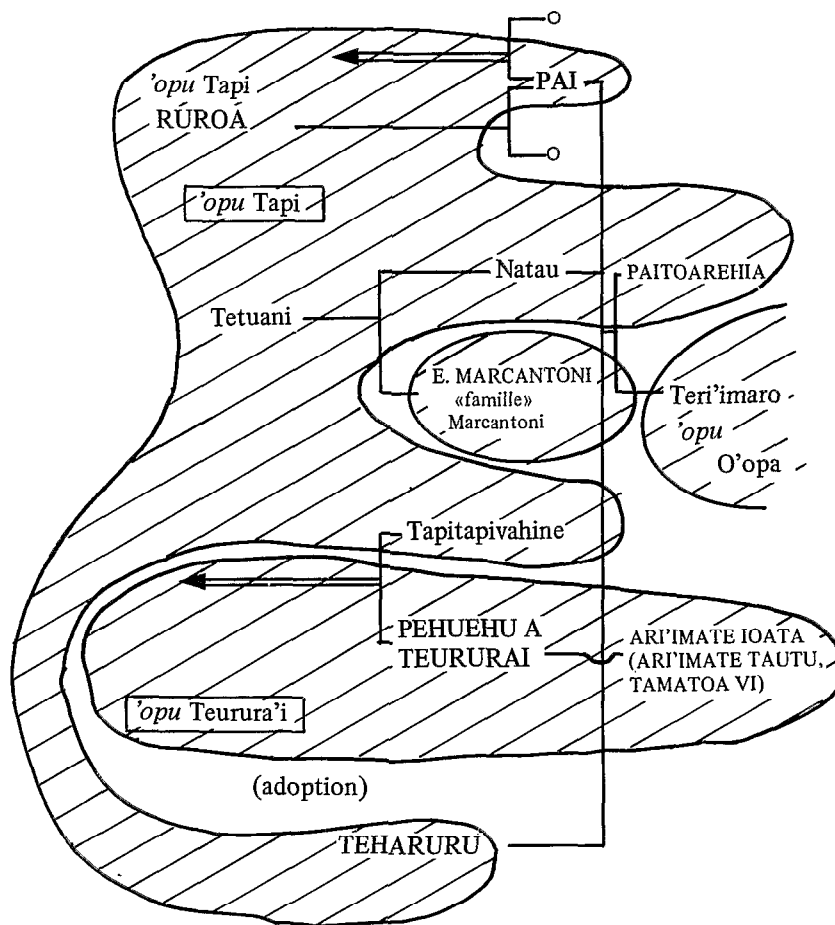 PAI
'opu Tapi
RUROA
'opu Tapi
Natau
PAITOAREHIA
Tetuani
E. MARCANTONI
«famille»
Marcantoni
Teri'imaro
'opu
O'opa
Tapitapivahine
PEHUEHU A
TEURURAI
ARI'IMATE IOATA
(ARI'IMATE TAUTU,
TAMATOA VI)
'opu Teurura'i
(adoption)
TEHARURU